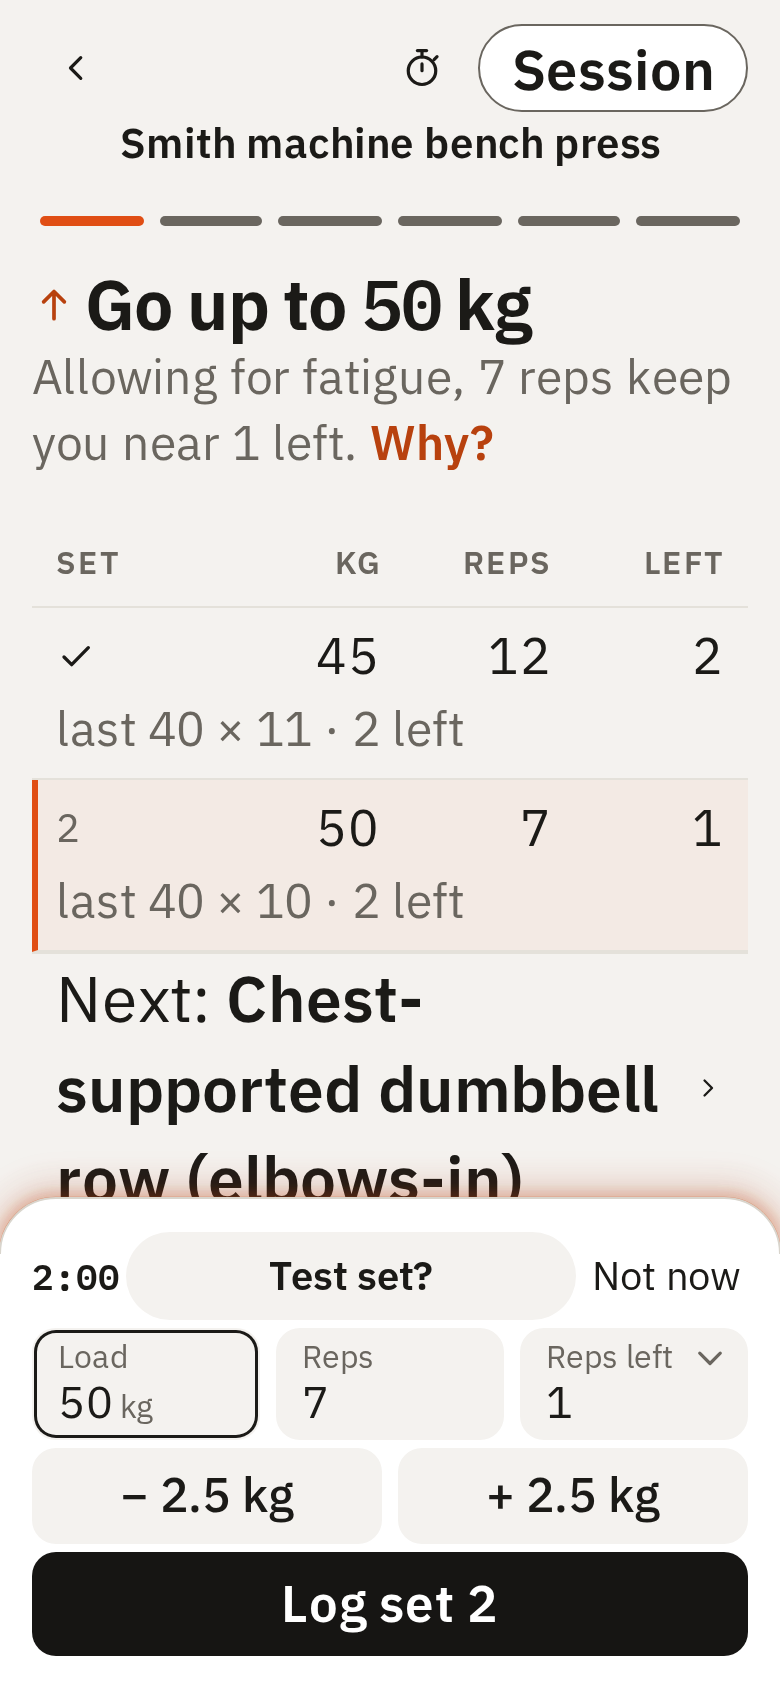 Session
Smith machine bench press
Go up to 50 kg
Allowing for fatigue, 7 reps keep
you near 1 left. Why?
SET KG REPS LEFT
45 12 2
last 40 × 11 · 2 left
2 50 7 1
last 40 × 10 · 2 left
Next: Chest-
supported dumbbell
row (elbows-in)
2:00 Test set? Not now
Load Reps Reps left
50 kg 7 1
− 2.5 kg + 2.5 kg
Log set 2